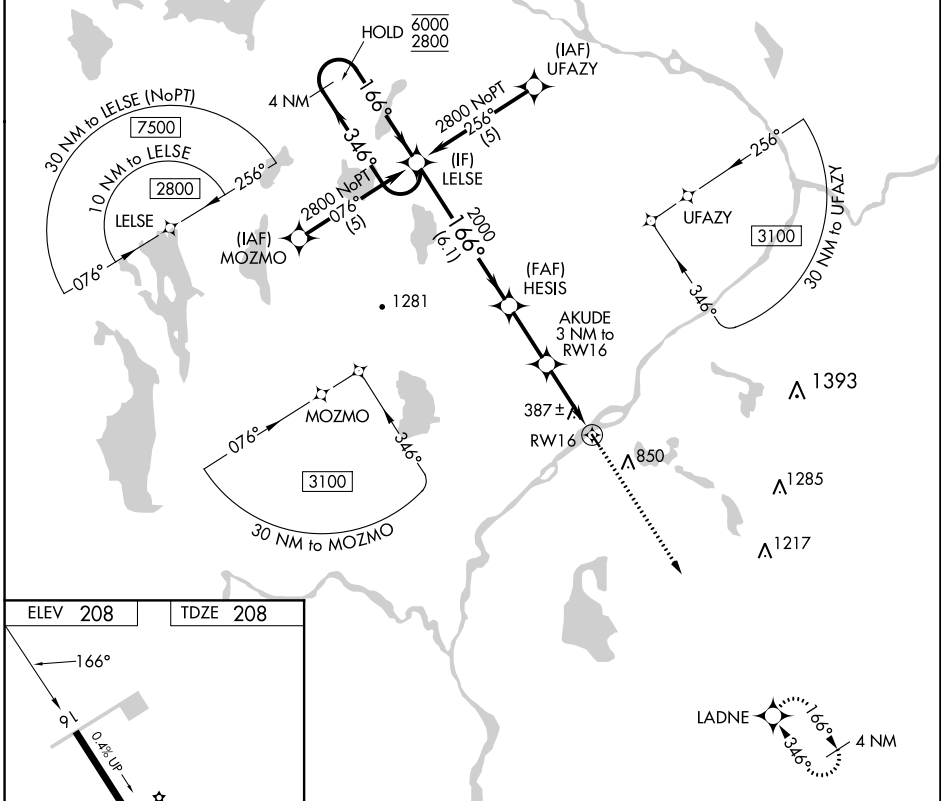 HOLD 6000
2800
(IAF)
UFAZY
4 NM
166°
346°
2800 NoPT
256°
(5)
(IF)
LELSE
30 NM to LELSE (NoPT)
7500
10 NM to LELSE
2800
256°
LELSE
076°
2800 NoPT
076°
(5)
(IAF)
MOZMO
256°
UFAZY
3100
346°
30 NM to UFAZY
2000
166°
(6.1)
(FAF)
HESIS
1281
AKUDE
3 NM to
RW16
1393
387±
RW16
850
1285
1217
MOZMO
076°
346°
3100
30 NM to MOZMO
ELEV 208
TDZE 208
166°
16
0.4% UP
LADNE
166°
346°
4 NM